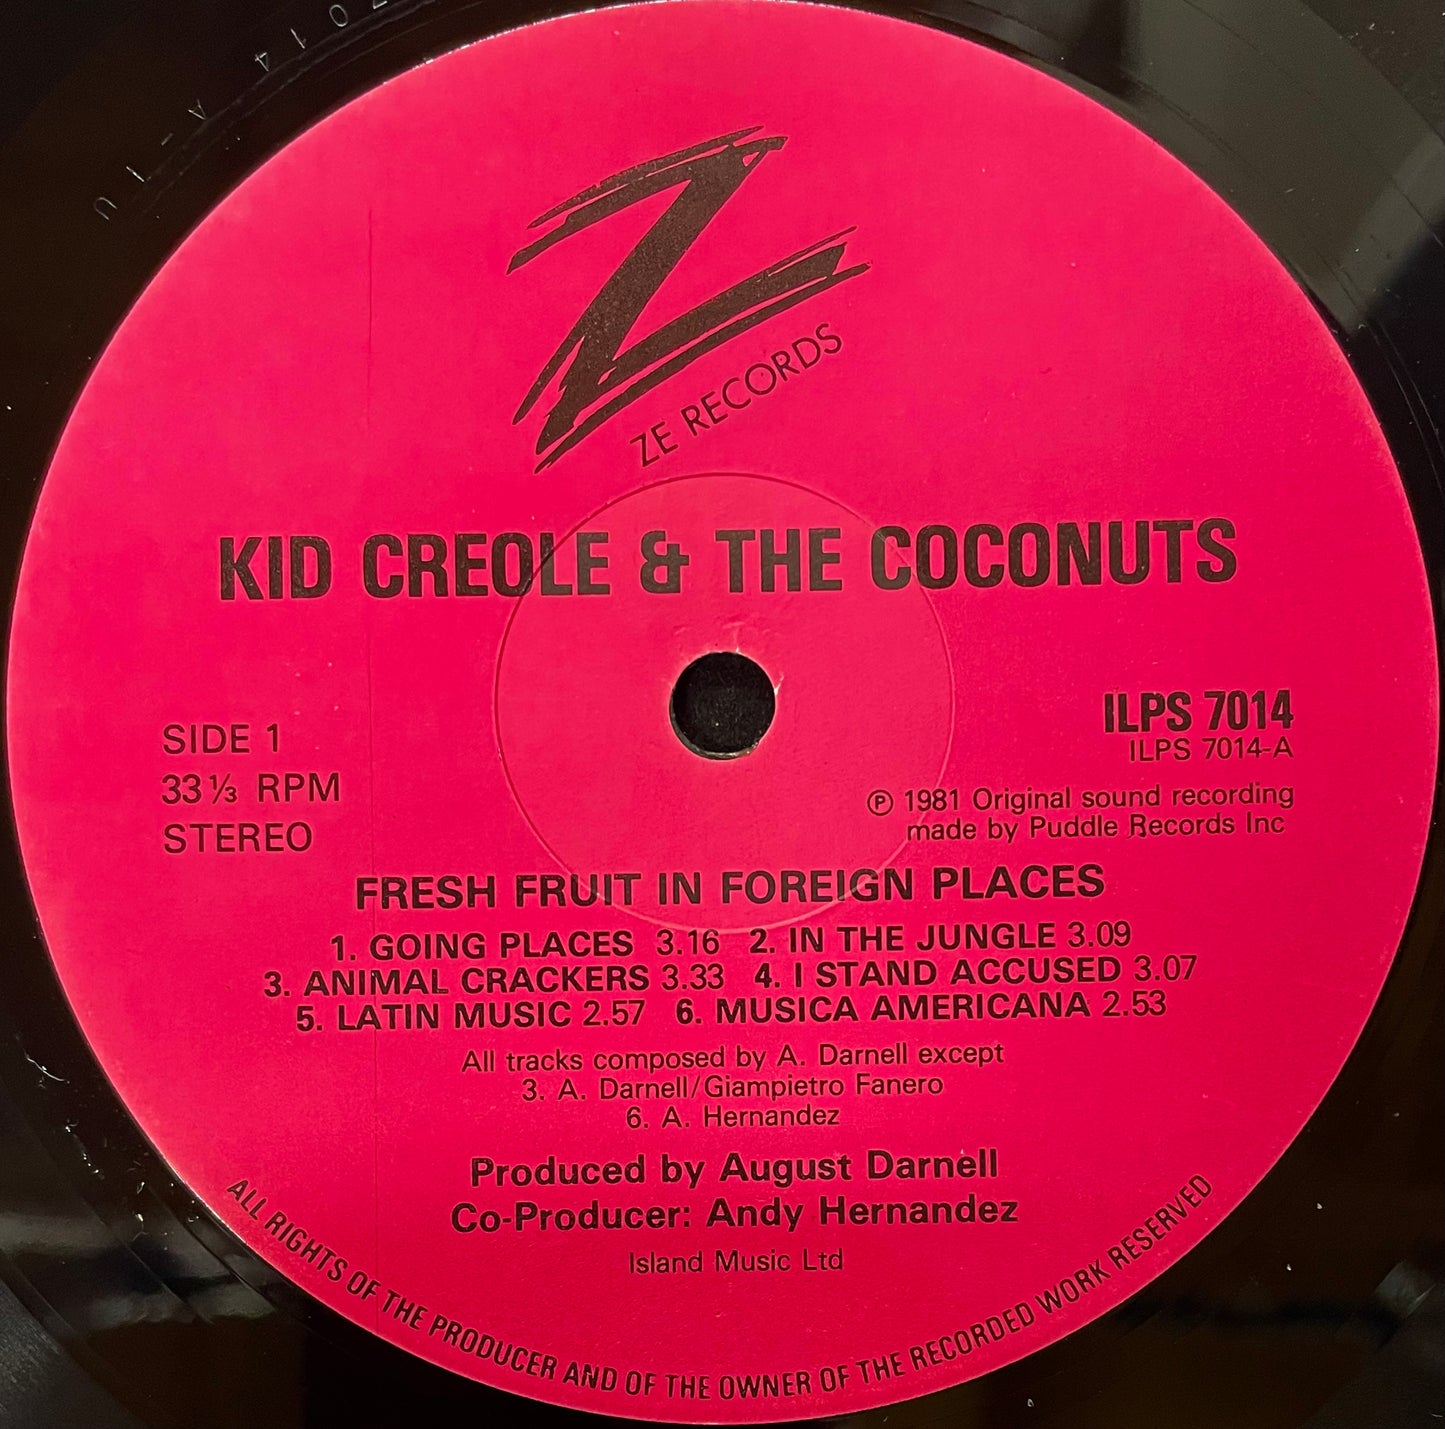 7014 A-1U
Z
ZE RECORDS
KID CREOLE & THE COCONUTS
ILPS 7014
ILPS 7014-A
SIDE 1
33⅓ RPM
STEREO
Ⓟ 1981 Original sound recording
made by Puddle Records Inc
FRESH FRUIT IN FOREIGN PLACES
1. GOING PLACES 3.16 2. IN THE JUNGLE 3.09
3. ANIMAL CRACKERS 3.33 4. I STAND ACCUSED 3.07
5. LATIN MUSIC 2.57 6. MUSICA AMERICANA 2.53
All tracks composed by A. Darnell except
3. A. Darnell/Giampietro Fanero
6. A. Hernandez
Produced by August Darnell
Co-Producer: Andy Hernandez
Island Music Ltd
ALL RIGHTS OF THE PRODUCER AND OF THE OWNER OF THE RECORDED WORK RESERVED